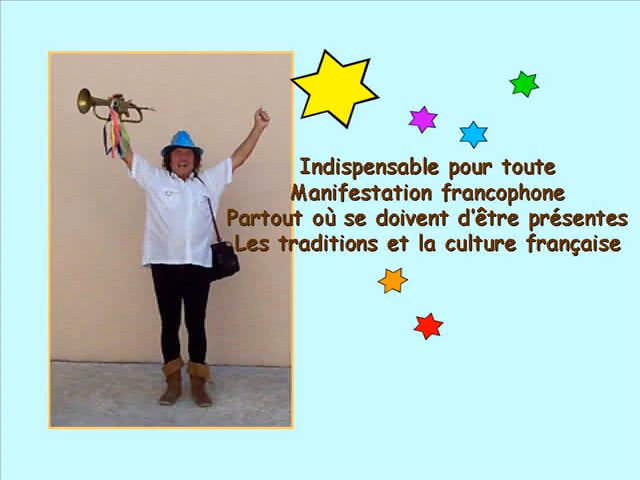 Indispensable pour toute
Manifestation francophone
Partout où se doivent d'être présentes
Les traditions et la culture française